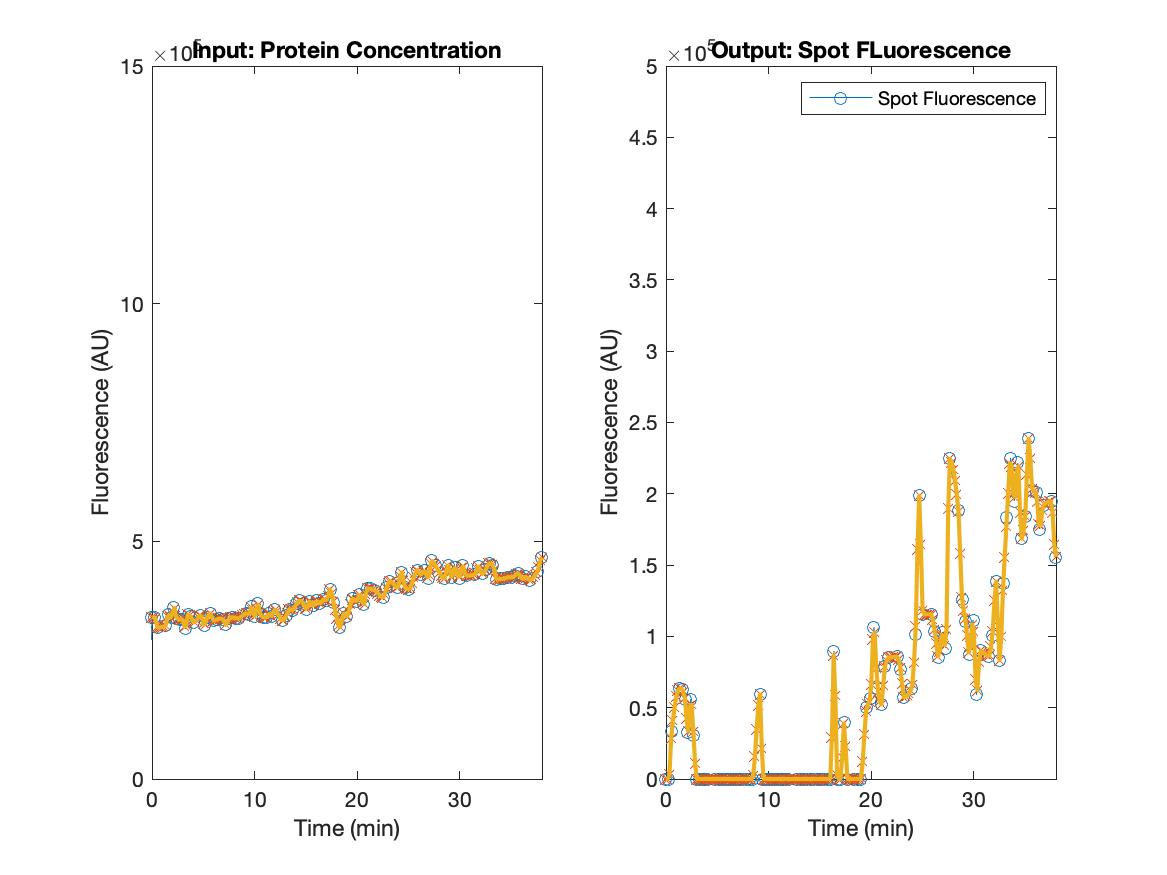 ×10⁵
Input: Protein Concentration
15
10
5
0
0 10 20 30
Fluorescence (AU)
Time (min)
×10⁵
Output: Spot FLuorescence
Spot Fluorescence
5
4.5
4
3.5
3
2.5
2
1.5
1
0.5
0
0 10 20 30
Fluorescence (AU)
Time (min)